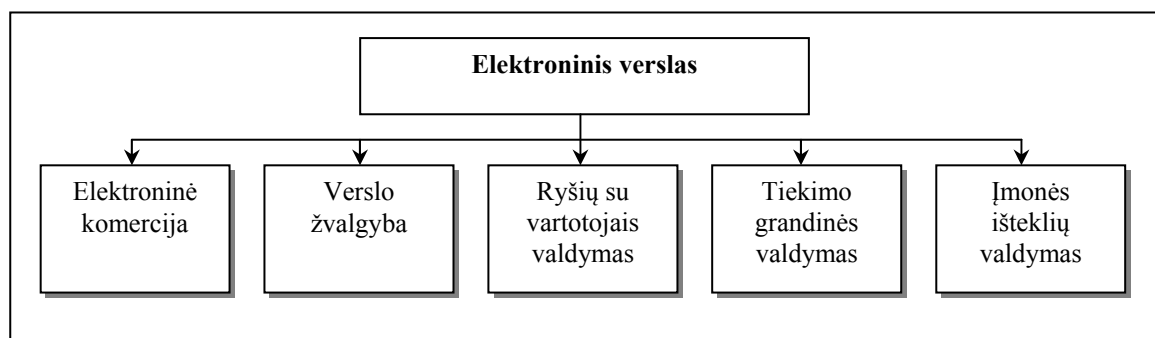 Elektroninis verslas
Elektroninė
komercija
Verslo
žvalgyba
Ryšių su
vartotojais
valdymas
Tiekimo
grandinės
valdymas
Įmonės
išteklių
valdymas